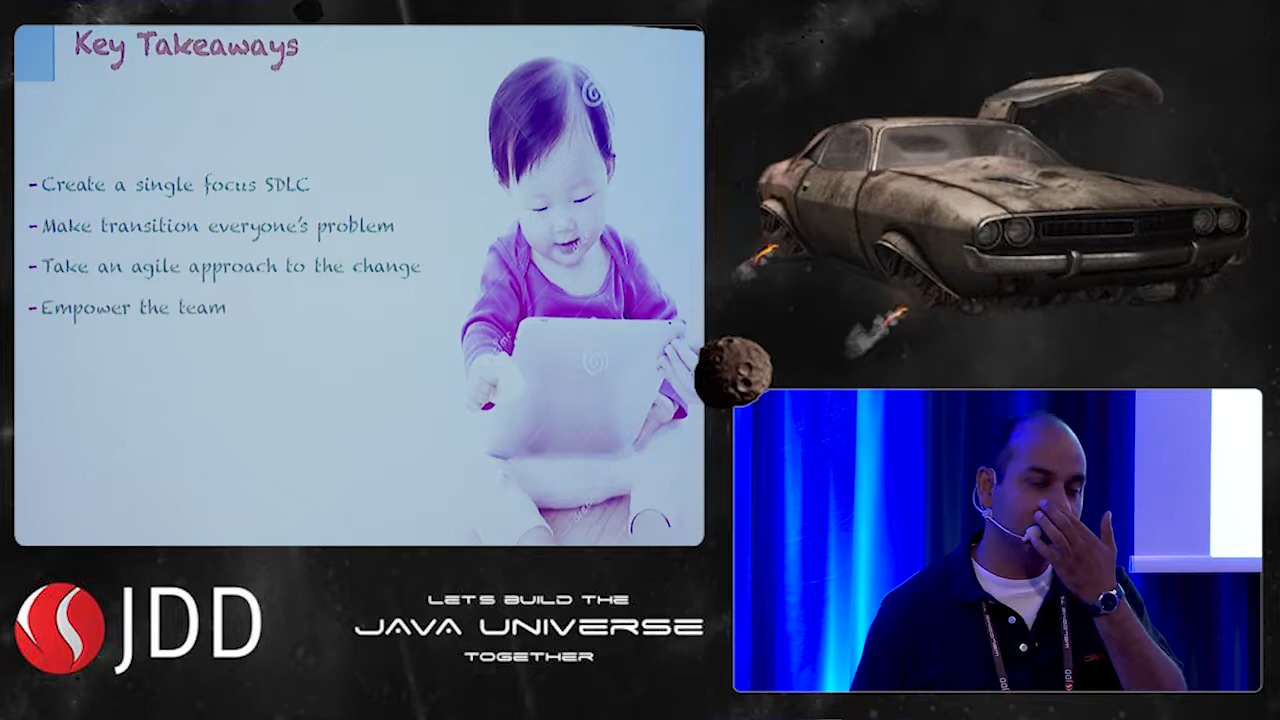 Key Takeaways
-Create a single focus SDLC
-Make transition everyone's problem
-Take an agile approach to the change
-Empower the team
JDD
LETS BUILD THE
JAVA UNIVERSE
TOGETHER